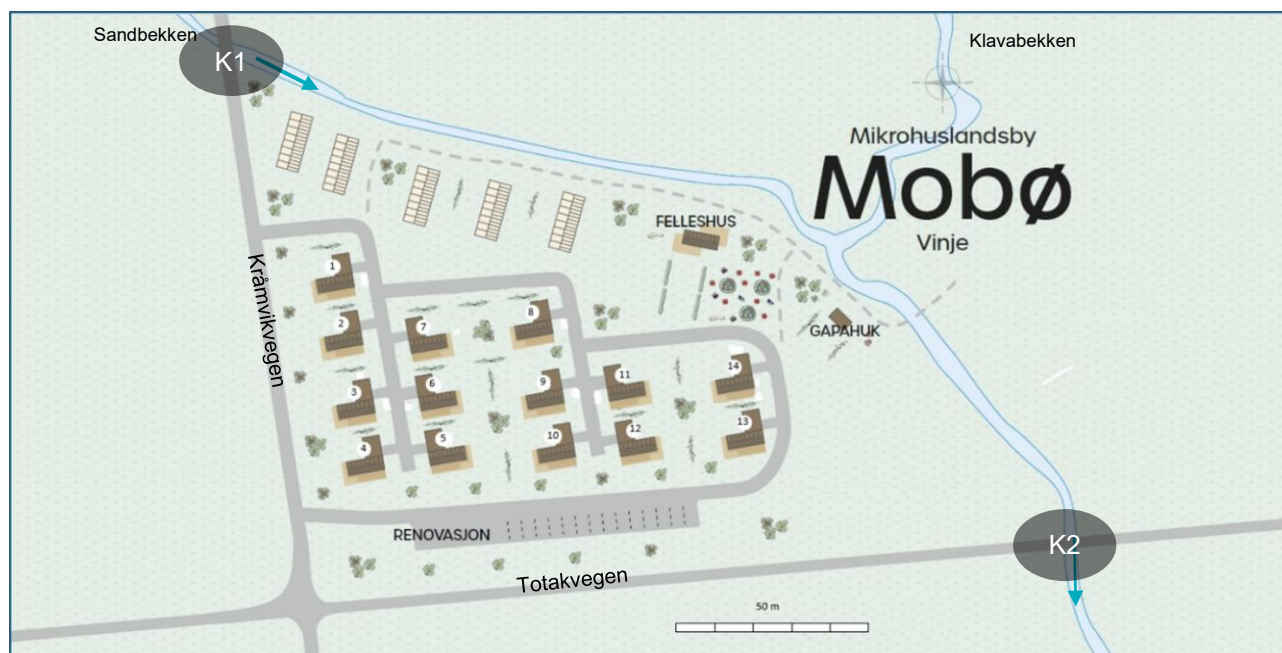 Sandbekken
K1
Klavabekken
Mikrohuslandsby
Mobø
Vinje
FELLESHUS
GAPAHUK
Kråmvikvegen
1
2
3
4
7
6
5
8
9
10
11
12
14
13
RENOVASJON
K2
Totakvegen
50 m